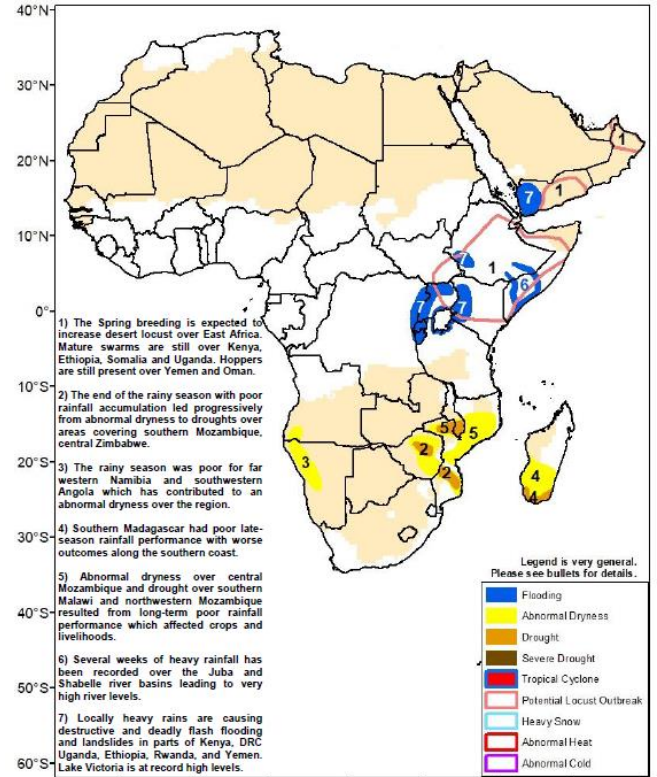 40°
30°N
20°N
10°N
0°
10°S
20°S
30°S
40°S
50°S
60°S
1
1
7
7
1
6
7
7
5
5
2
2
3
4
4
1) The Spring breeding is expected to
increase desert locust over East Africa.
Mature swarms are still over Kenya,
Ethiopia, Somalia and Uganda. Hoppers
are still present over Yemen and Oman.
2) The end of the rainy season with poor
rainfall accumulation led progressively
from abnormal dryness to droughts over
areas covering southern Mozambique,
central Zimbabwe.
3) The rainy season was poor for far
western Namibia and southwestern
Angola which has contributed to an
abnormal dryness over the region.
4) Southern Madagascar had poor late-
season rainfall performance with worse
outcomes along the southern coast.
5) Abnormal dryness over central
Mozambique and drought over southern
Malawi and northwestern Mozambique
resulted from long-term poor rainfall
performance which affected crops and
livelihoods.
6) Several weeks of heavy rainfall has
been recorded over the Juba and
Shabelle river basins leading to very
high river levels.
7) Locally heavy rains are causing
destructive and deadly flash flooding
and landslides in parts of Kenya, DRC
Uganda, Ethiopia, Rwanda, and Yemen.
Lake Victoria is at record high levels.
Legend is very general.
Please see bullets for details.
Flooding
Abnormal Dryness
Drought
Severe Drought
Tropical Cyclone
Potential Locust Outbreak
Heavy Snow
Abnormal Heat
Abnormal Cold